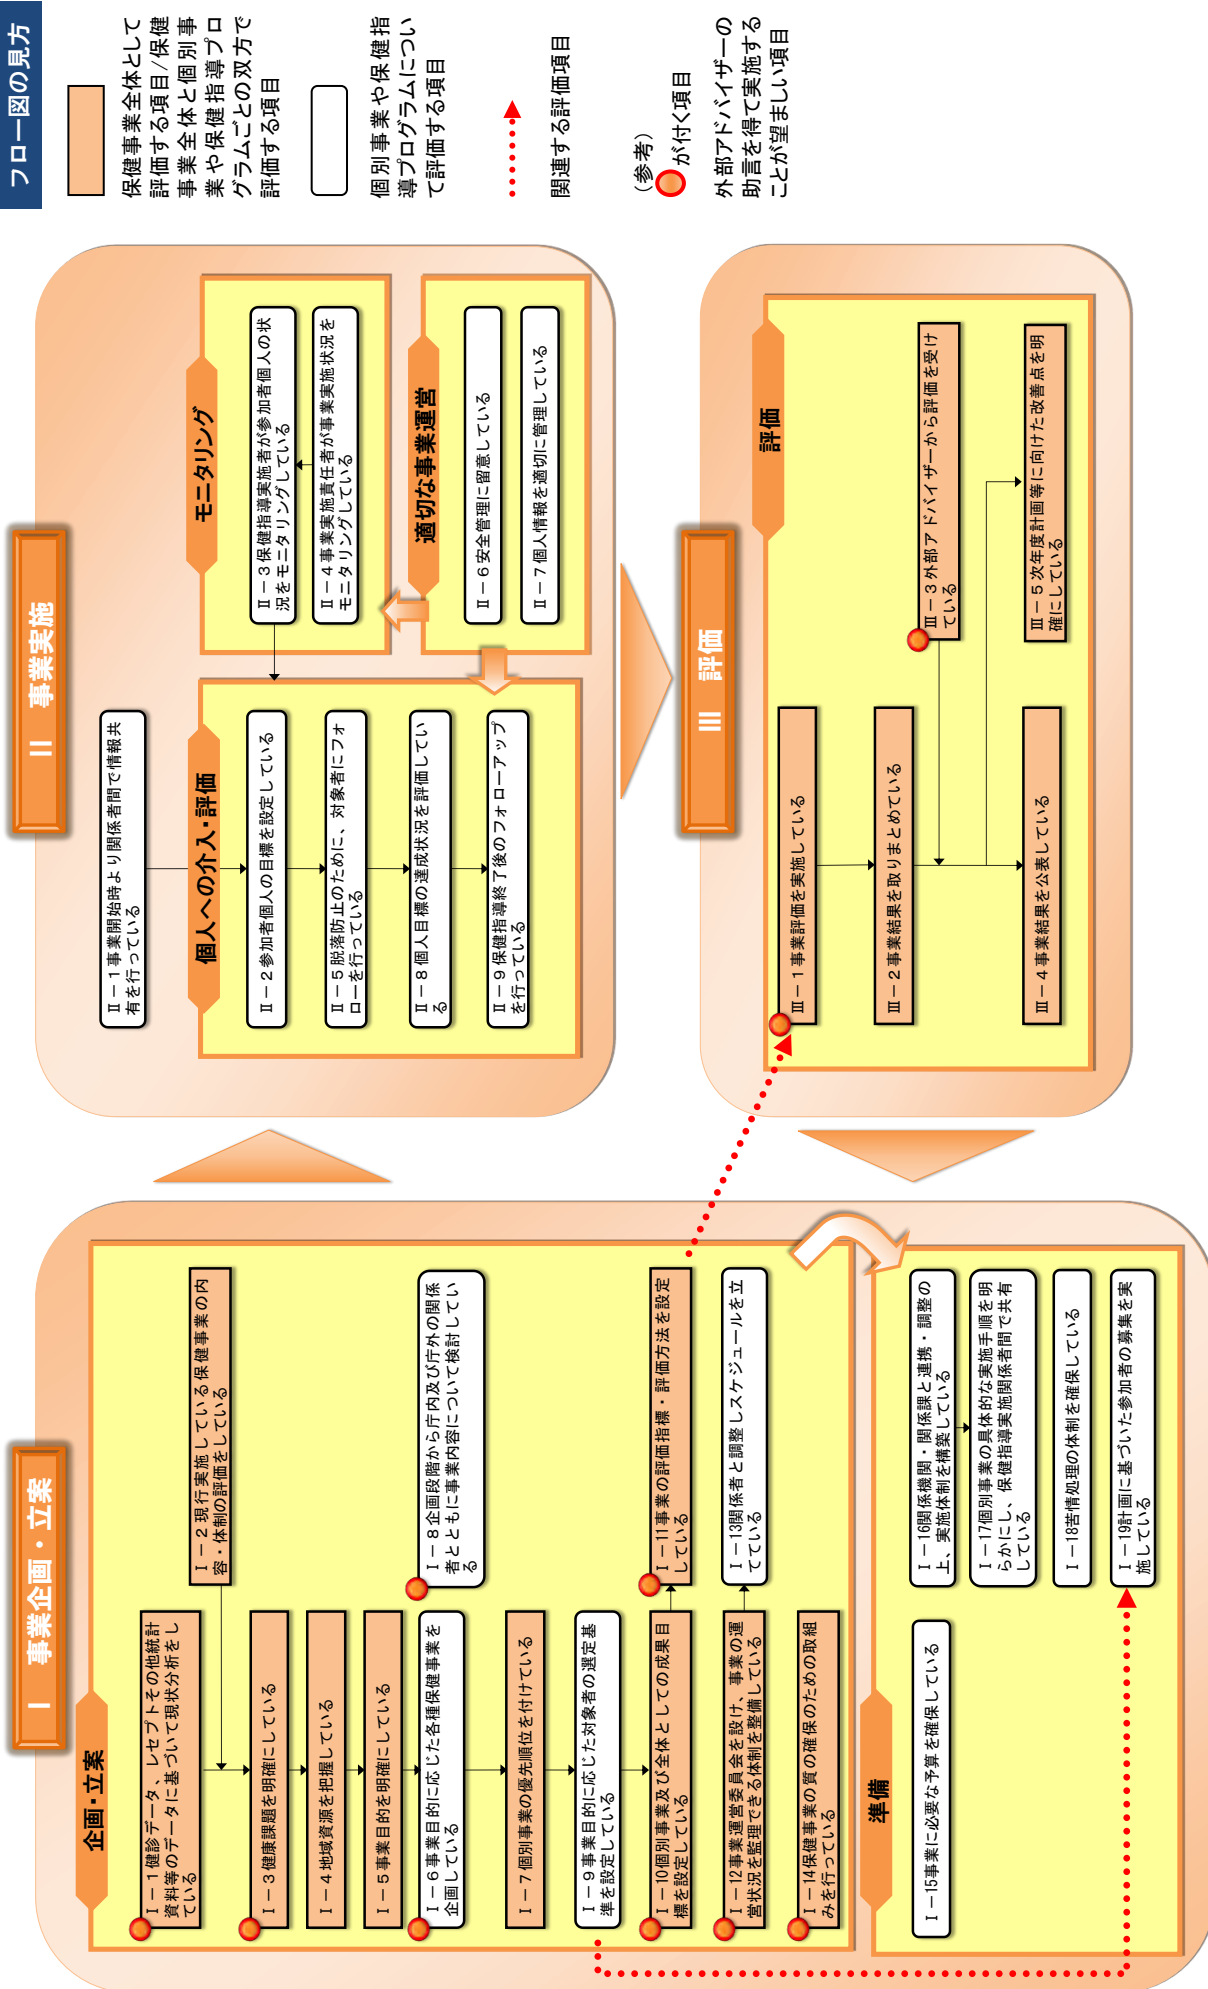 フロー図の見方
保健事業全体として
評価する項目/保健
事業全体と個別事
業や保健指導プロ
グラムごとの双方で
評価する項目
個別事業や保健指
導プログラムについ
て評価する項目
関連する評価項目
(参考)
が付く項目
外部アドバイザーの
助言を得て実施する
ことが望ましい項目
Ⅰ 事業企画・立案
企画・立案
Ⅰ－１健診データ、レセプトその他統計
資料等のデータに基づいて現状分析をし
ている
Ⅰ－２現行実施している保健事業の内
容・体制の評価をしている
Ⅰ－３健康課題を明確にしている
Ⅰ－４地域資源を把握している
Ⅰ－５事業目的を明確にしている
Ⅰ－６事業目的に応じた各種保健事業を
企画している
Ⅰ－８企画段階から庁内及び庁外の関係
者とともに事業内容について検討してい
る
Ⅰ－７個別事業の優先順位を付けている
Ⅰ－９事業目的に応じた対象者の選定基
準を設定している
Ⅰ－10個別事業及び全体としての成果目
標を設定している
Ⅰ－11事業の評価指標・評価方法を設定
している
Ⅰ－12事業運営委員会を設け、事業の運
営状況を監理できる体制を整備している
Ⅰ－13関係者と調整しスケジュールを立
てている
Ⅰ－14保健事業の質の確保のための取組
みを行っている
準備
Ⅰ－15事業に必要な予算を確保している
Ⅰ－16関係機関・関係課と連携・調整の
上、実施体制を構築している
Ⅰ－17個別事業の具体的な実施手順を明
らかにし、保健指導実施関係者間で共有
している
Ⅰ－18苦情処理の体制を確保している
Ⅰ－19計画に基づいた参加者の募集を実
施している
Ⅱ 事業実施
Ⅱ－１事業開始時より関係者間で情報共
有を行っている
個人への介入・評価
Ⅱ－２参加者個人の目標を設定している
Ⅱ－５脱落防止のために、対象者にフォ
ローを行っている
Ⅱ－８個人目標の達成状況を評価してい
る
Ⅱ－９保健指導終了後のフォローアップ
を行っている
モニタリング
Ⅱ－３保健指導実施者が参加者個人の状
況をモニタリングしている
Ⅱ－４事業実施責任者が事業実施状況を
モニタリングしている
適切な事業運営
Ⅱ－６安全管理に留意している
Ⅱ－７個人情報を適切に管理している
Ⅲ 評価
評価
Ⅲ－１事業評価を実施している
Ⅲ－２事業結果を取りまとめている
Ⅲ－３外部アドバイザーから評価を受け
ている
Ⅲ－４事業結果を公表している
Ⅲ－５次年度計画等に向けた改善点を明
確にしている